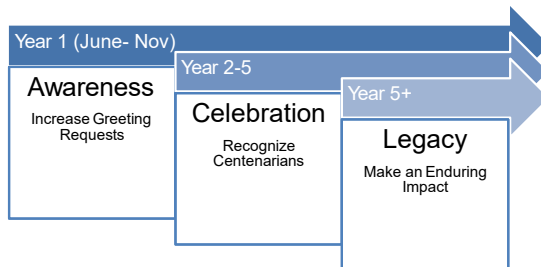 Year 1 (June- Nov)
Awareness
Increase Greeting
Requests
Year 2-5
Celebration
Recognize
Centenarians
Year 5+
Legacy
Make an Enduring
Impact